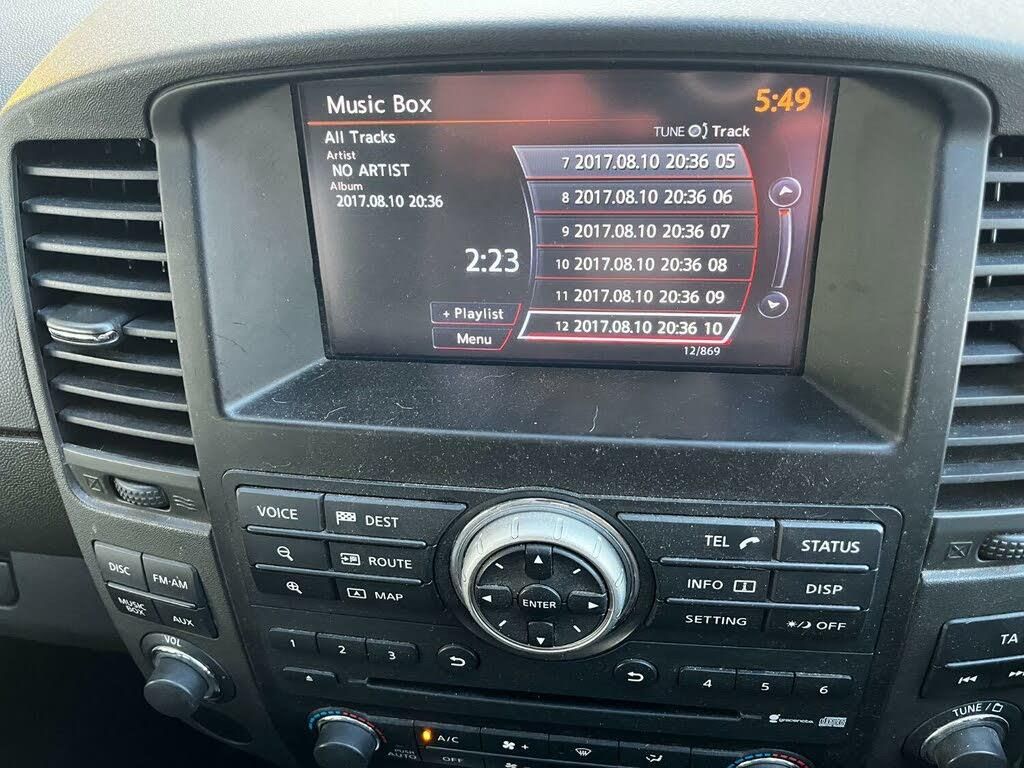 Music Box
5:49
All Tracks
TUNE Track
Artist
NO ARTIST
Album
2017.08.10 20:36
2:23
7 2017.08.10 20:36 05
8 2017.08.10 20:36 06
9 2017.08.10 20:36 07
10 2017.08.10 20:36 08
11 2017.08.10 20:36 09
12 2017.08.10 20:36 10
+ Playlist
Menu
12/869
VOICE
DEST
ROUTE
MAP
ENTER
TEL
STATUS
INFO i
DISP
SETTING
OFF
DISC
FM·AM
MUSIC BOX
AUX
VOL
1
2
3
4
5
6
gracenote
PUSH
AUTO
A/C
OFF
+
TA
TUNE /